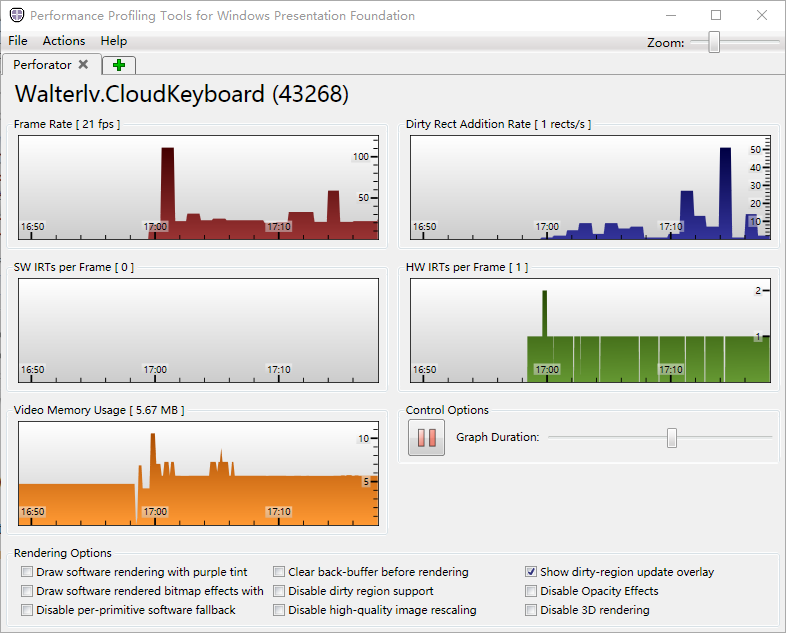 Performance Profiling Tools for Windows Presentation Foundation
File Actions Help Zoom:
Perforator
Walterlv.CloudKeyboard (43268)
Frame Rate [ 21 fps ]
100
50
16:50 17:00 17:10
Dirty Rect Addition Rate [ 1 rects/s ]
50
40
30
20
10
16:50 17:00 17:10
SW IRTs per Frame [ 0 ]
16:50 17:00 17:10
HW IRTs per Frame [ 1 ]
2
1
16:50 17:00 17:10
Video Memory Usage [ 5.67 MB ]
10
5
16:50 17:00 17:10
Control Options
Graph Duration:
Rendering Options
Draw software rendering with purple tint Clear back-buffer before rendering Show dirty-region update overlay
Draw software rendered bitmap effects with Disable dirty region support Disable Opacity Effects
Disable per-primitive software fallback Disable high-quality image rescaling Disable 3D rendering